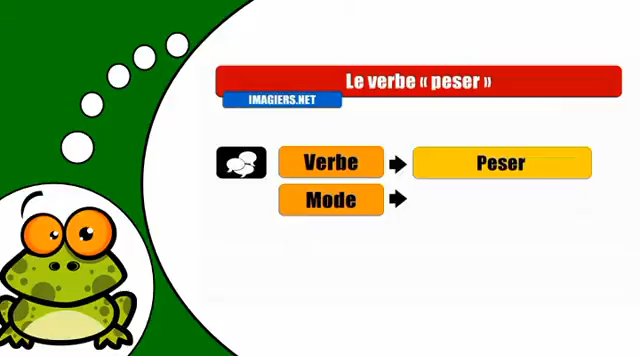 Le verbe « peser »
IMAGIERS.NET
Verbe
Peser
Mode